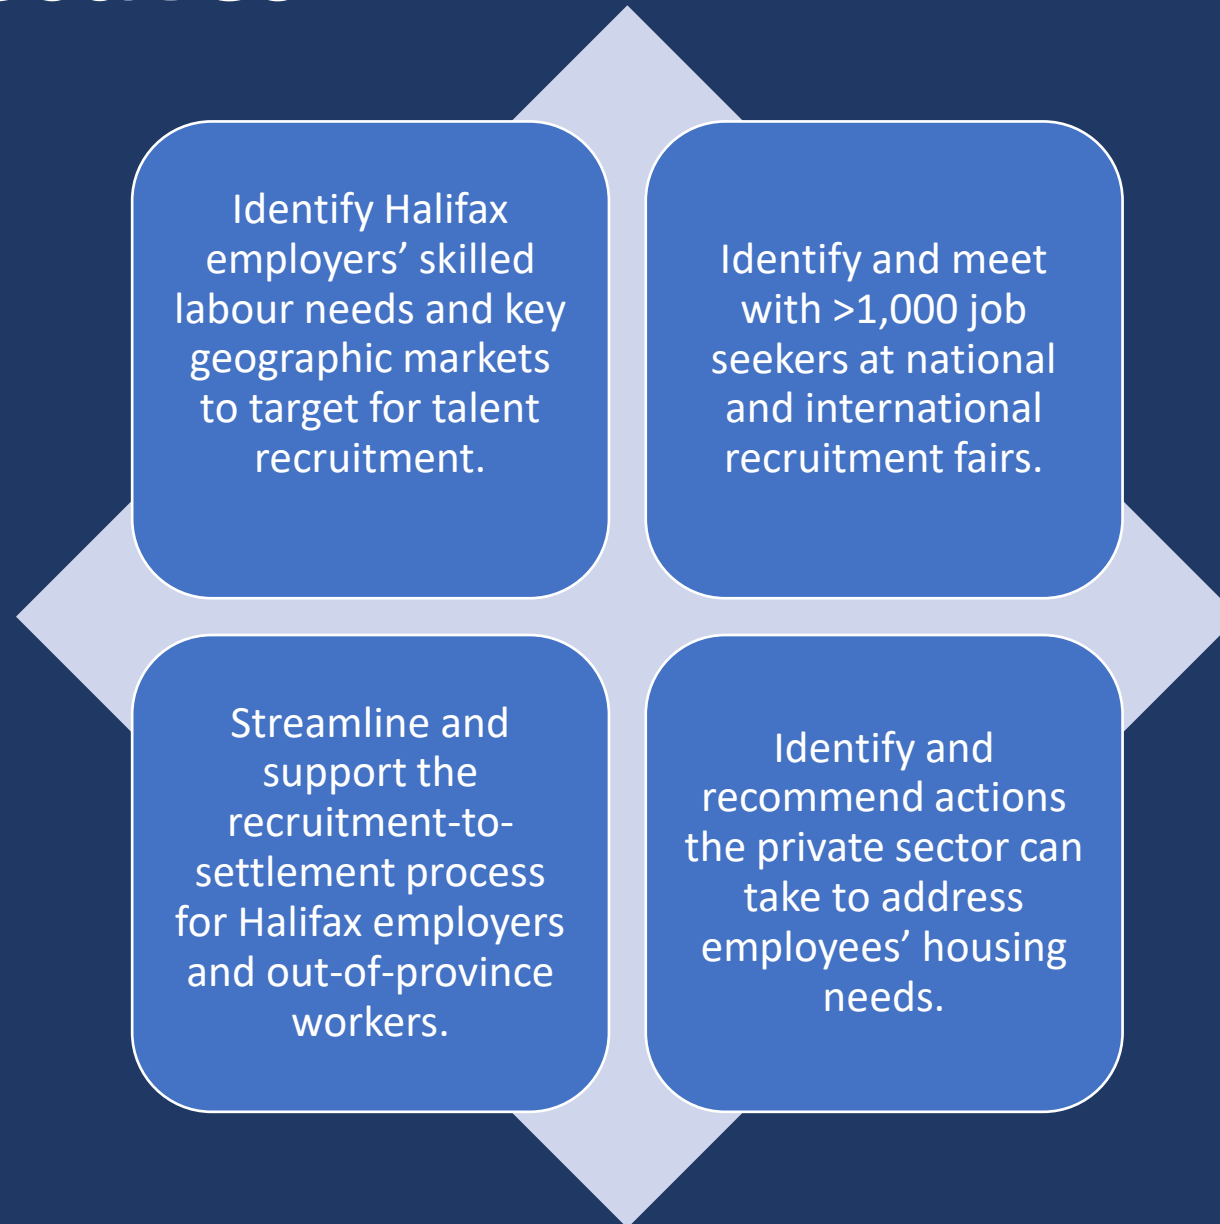 Identify Halifax
employers’ skilled
labour needs and key
geographic markets
to target for talent
recruitment.
Identify and meet
with >1,000 job
seekers at national
and international
recruitment fairs.
Streamline and
support the
recruitment-to-
settlement process
for Halifax employers
and out-of-province
workers.
Identify and
recommend actions
the private sector can
take to address
employees’ housing
needs.